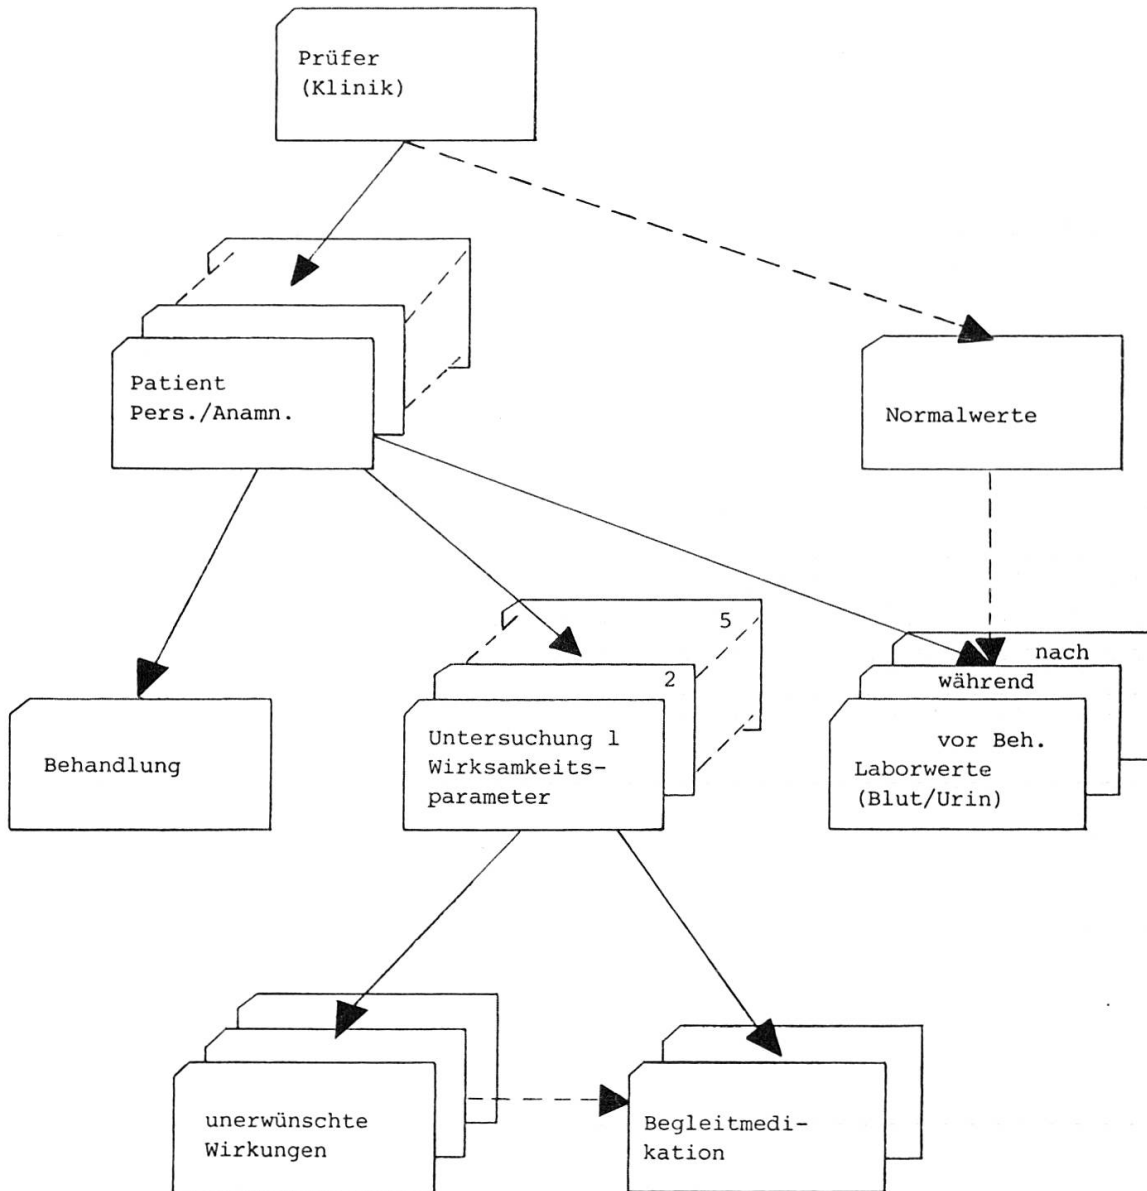 Prüfer
(Klinik)
Patient
Pers./Anamn.
Normalwerte
Behandlung
5
2
Untersuchung 1
Wirksamkeits-
parameter
nach
während
vor Beh.
Laborwerte
(Blut/Urin)
unerwünschte
Wirkungen
Begleitmedi-
kation